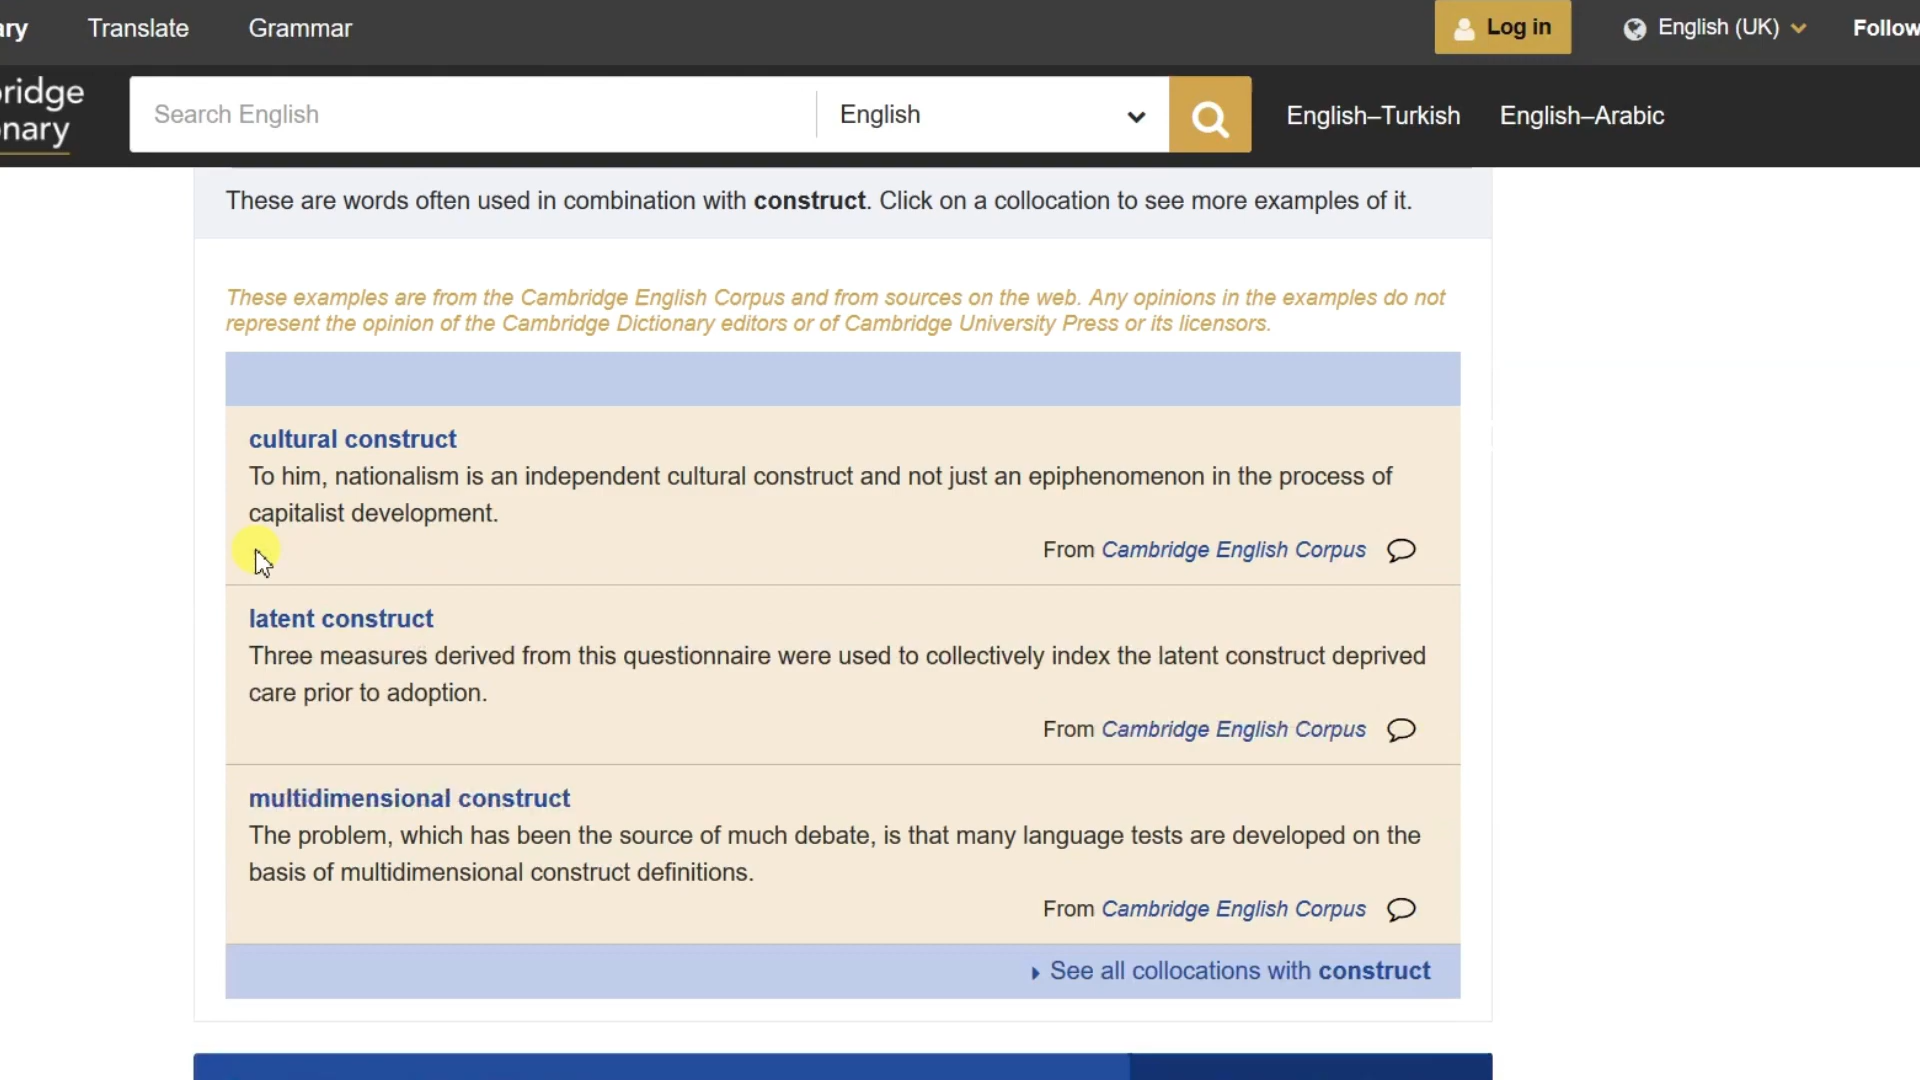 ary Translate Grammar Log in English (UK) Follow
bridge
onary
Search English English English–Turkish English–Arabic
These are words often used in combination with construct. Click on a collocation to see more examples of it.
These examples are from the Cambridge English Corpus and from sources on the web. Any opinions in the examples do not
represent the opinion of the Cambridge Dictionary editors or of Cambridge University Press or its licensors.
cultural construct
To him, nationalism is an independent cultural construct and not just an epiphenomenon in the process of
capitalist development.
From Cambridge English Corpus
latent construct
Three measures derived from this questionnaire were used to collectively index the latent construct deprived
care prior to adoption.
From Cambridge English Corpus
multidimensional construct
The problem, which has been the source of much debate, is that many language tests are developed on the
basis of multidimensional construct definitions.
From Cambridge English Corpus
See all collocations with construct